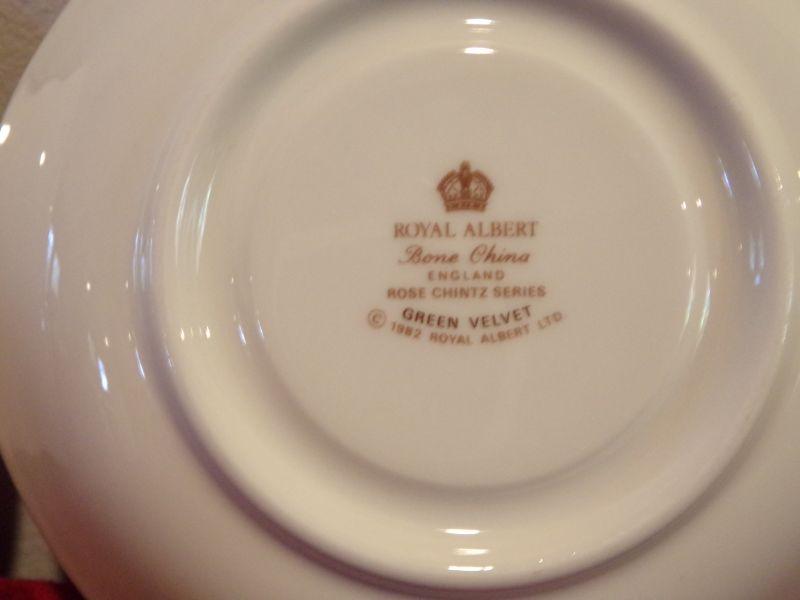 ROYAL ALBERT
Bone China
ENGLAND
ROSE CHINTZ SERIES
GREEN VELVET
© 1982 ROYAL ALBERT LTD